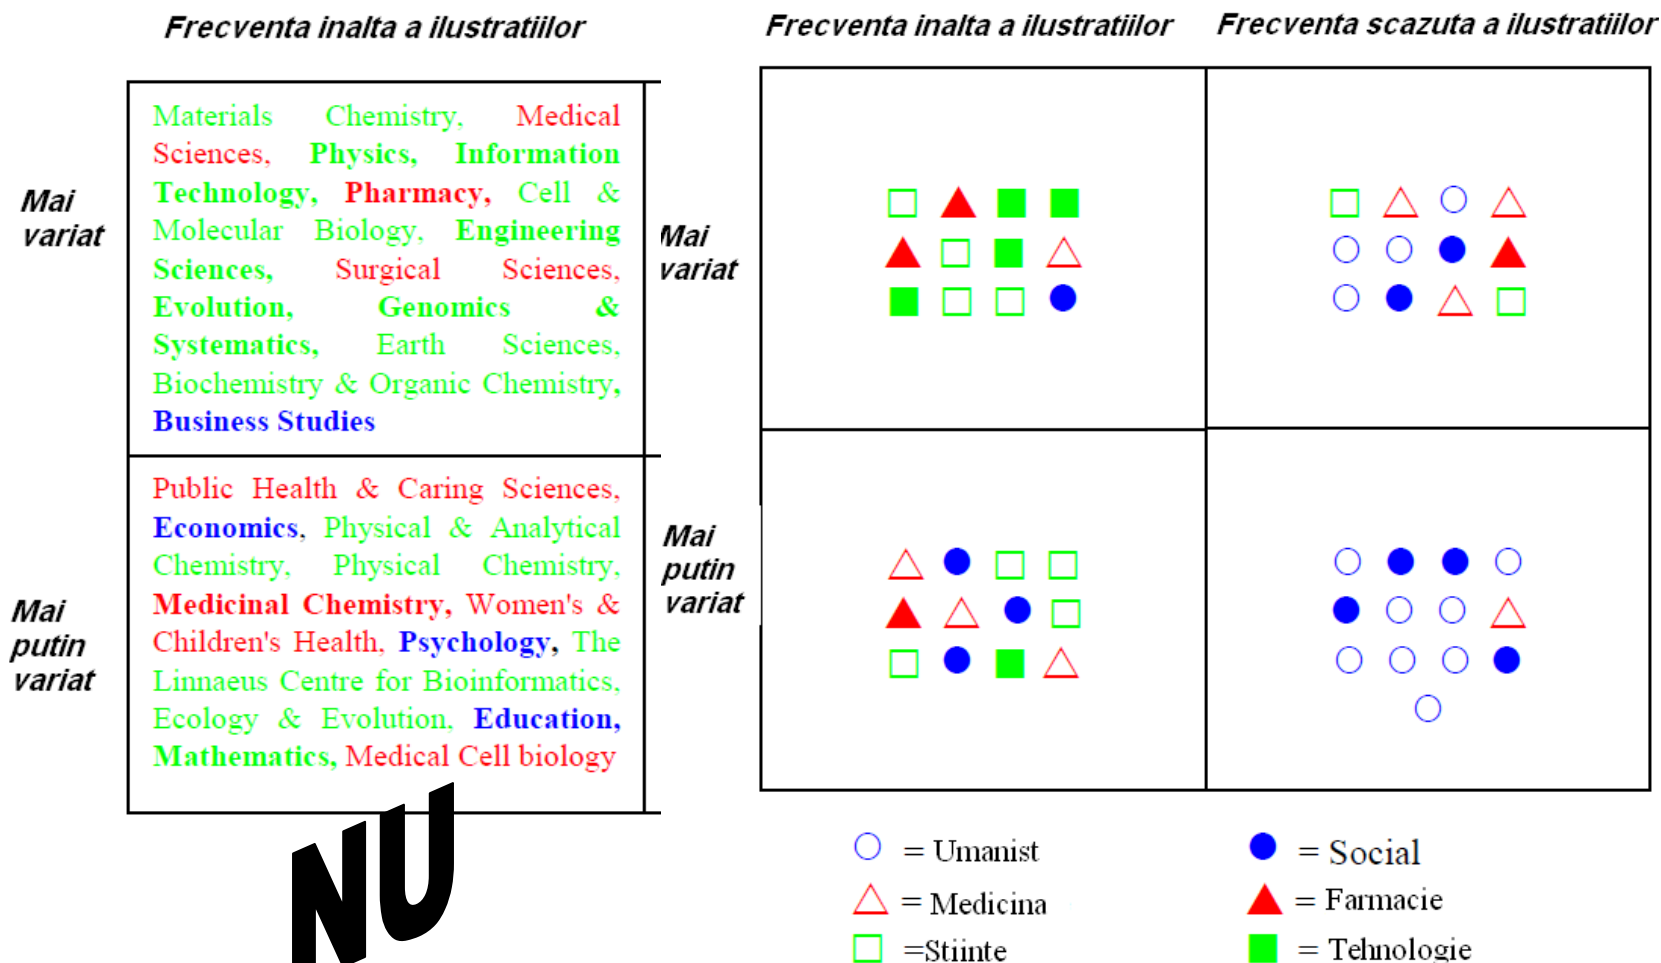 Frecventa inalta a ilustratiilor
Mai
variat
Materials Chemistry, Medical
Sciences, Physics, Information
Technology, Pharmacy, Cell &
Molecular Biology, Engineering
Sciences, Surgical Sciences,
Evolution, Genomics &
Systematics, Earth Sciences,
Biochemistry & Organic Chemistry,
Business Studies
Mai
putin
variat
Public Health & Caring Sciences,
Economics, Physical & Analytical
Chemistry, Physical Chemistry,
Medicinal Chemistry, Women's &
Children's Health, Psychology, The
Linnaeus Centre for Bioinformatics,
Ecology & Evolution, Education,
Mathematics, Medical Cell biology
NU
Frecventa inalta a ilustratiilor
Frecventa scazuta a ilustratiilor
Mai
variat
Mai
putin
variat
= Umanist
= Social
= Medicina
= Farmacie
=Stiinte
= Tehnologie